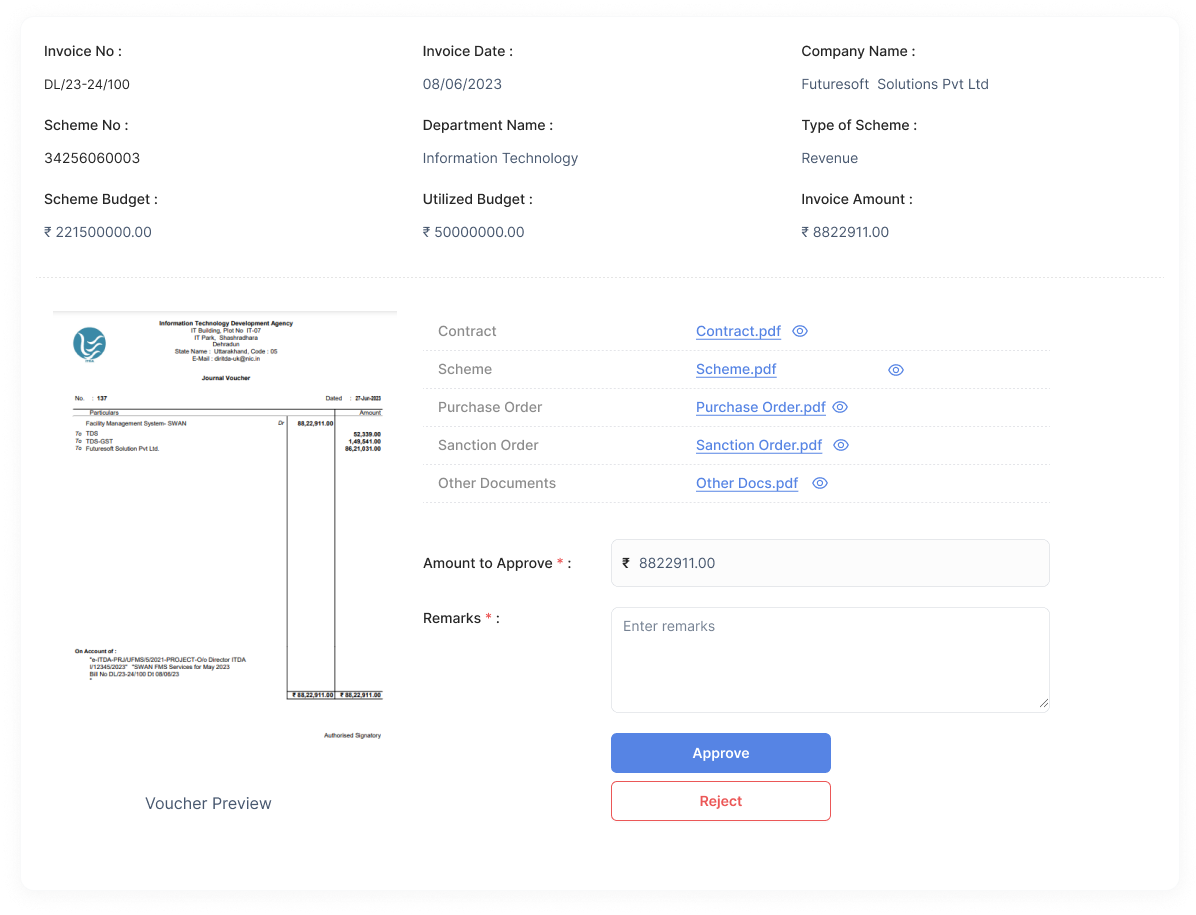 Invoice No :
Invoice Date :
Company Name :
DL/23-24/100
08/06/2023
Futuresoft  Solutions Pvt Ltd
Scheme No :
Department Name :
Type of Scheme :
34256060003
Information Technology
Revenue
Scheme Budget :
Utilized Budget :
Invoice Amount :
₹ 221500000.00
₹ 50000000.00
₹ 8822911.00
Information Technology Development Agency
IT Building, Plot No  IT-07
IT Park,  Shashradhara
Dehradun
State Name :  Uttarakhand, Code : 05
E-Mail : diritda-uk@nic.in
Journal Voucher
No.   :  137
Dated   :  27-Jun-2023
Particulars
Amount
Facility Management System- SWAN   Dr   88,22,911.00
To  TDS   52,339.00
To  TDS-GST   1,49,541.00
To  Futuresoft Solution Pvt Ltd.   86,21,031.00
On Account of :
"e-ITDA-PRJ/UFMS/5/2021-PROJECT-O/o Director ITDA
I/12345/2023"   "SWAN FMS Services for May 2023
Bill No DL/23-24/100 Dt 08/06/23
"
₹ 88,22,911.00   ₹ 88,22,911.00
Authorised Signatory
Voucher Preview
Contract   Contract.pdf
Scheme   Scheme.pdf
Purchase Order   Purchase Order.pdf
Sanction Order   Sanction Order.pdf
Other Documents   Other Docs.pdf
Amount to Approve * :
₹ 8822911.00
Remarks * :
Enter remarks
Approve
Reject